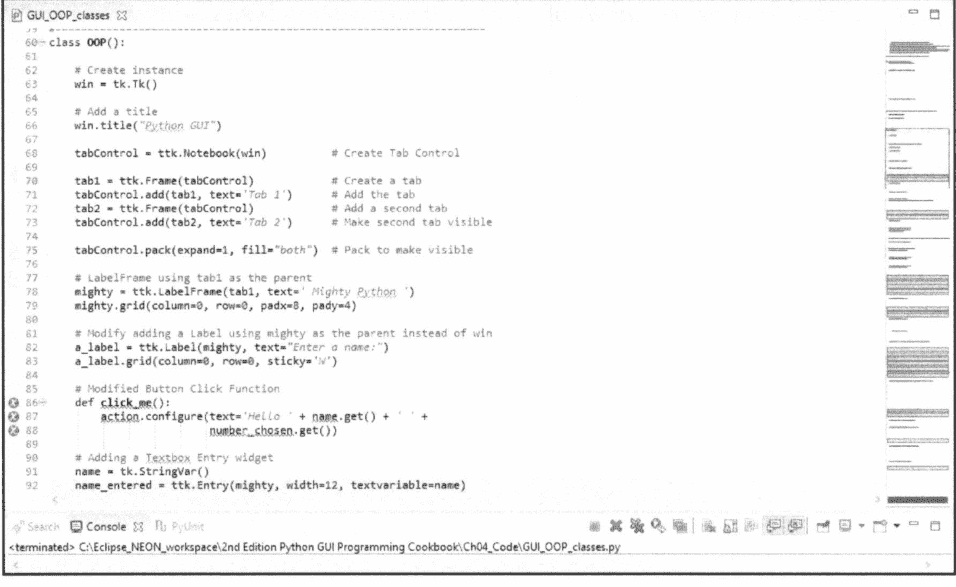 GUI_OOP_classes
60 class OOP():
61
62     # Create instance
63     win = tk.Tk()
64
65     # Add a title
66     win.title("Python GUI")
67
68     tabControl = ttk.Notebook(win)          # Create Tab Control
69
70     tab1 = ttk.Frame(tabControl)            # Create a tab
71     tabControl.add(tab1, text='Tab 1')      # Add the tab
72     tab2 = ttk.Frame(tabControl)            # Add a second tab
73     tabControl.add(tab2, text='Tab 2')      # Make second tab visible
74
75     tabControl.pack(expand=1, fill="both")  # Pack to make visible
76
77     # LabelFrame using tab1 as the parent
78     mighty = ttk.LabelFrame(tab1, text=' Mighty Python ')
79     mighty.grid(column=0, row=0, padx=8, pady=4)
80
81     # Modify adding a Label using mighty as the parent instead of win
82     a_label = ttk.Label(mighty, text="Enter a name:")
83     a_label.grid(column=0, row=0, sticky='W')
84
85     # Modified Button Click Function
86     def click_me():
87         action.configure(text='Hello ' + name.get() + ' ' +
88                          number_chosen.get())
89
90     # Adding a Textbox Entry widget
91     name = tk.StringVar()
92     name_entered = ttk.Entry(mighty, width=12, textvariable=name)
Search Console PyUnit
<terminated> C:\Eclipse_NEON_workspace\2nd Edition Python GUI Programming Cookbook\Ch04_Code\GUI_OOP_classes.py